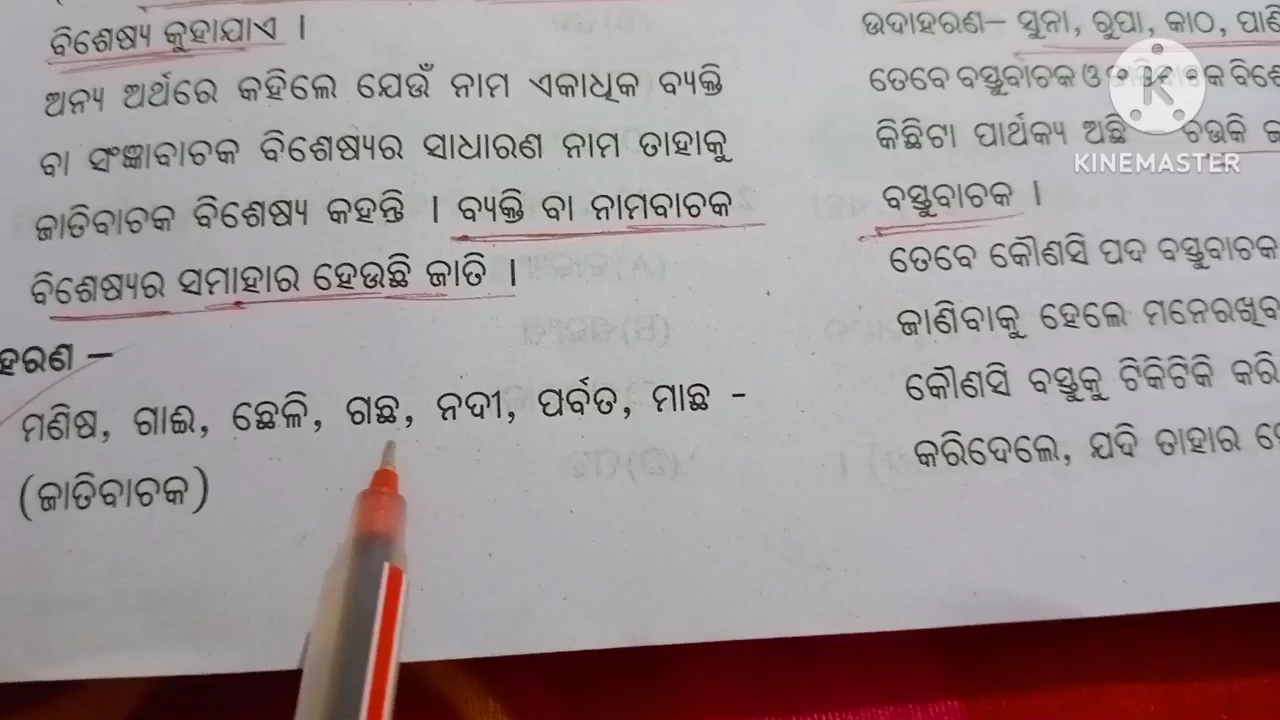 ବିଶେଷ୍ୟ କୁହାଯାଏ ।
ଅନ୍ୟ ଅର୍ଥରେ କହିଲେ ଯେଉଁ ନାମ ଏକାଧିକ ବ୍ୟକ୍ତି
ବା ସଂଜ୍ଞାବାଚକ ବିଶେଷ୍ୟର ସାଧାରଣ ନାମ ତାହାକୁ
ଜାତିବାଚକ ବିଶେଷ୍ୟ କହନ୍ତି । ବ୍ୟକ୍ତି ବା ନାମବାଚକ
ବିଶେଷ୍ୟର ସମାହାର ହେଉଛି ଜାତି ।
ହରଣ –
ମଣିଷ, ଗାଈ, ଛେଳି, ଗଛ, ନଦୀ, ପର୍ବତ, ମାଛ -
(ଜାତିବାଚକ)
ଉଦାହରଣ– ସୁନା, ରୁପା, କାଠ, ପାଣି
ତେବେ ବସ୍ତୁବାଚକ ଓ
କିଛିଟା ପାର୍ଥକ୍ୟ ଅଛି ଚଉକି
ବସ୍ତୁବାଚକ ।
ତେବେ କୌଣସି ପଦ ବସ୍ତୁବାଚକ
ଜାଣିବାକୁ ହେଲେ ମନେରଖିବ
କୌଣସି ବସ୍ତୁକୁ ଟିକିଟିକି କରି
କରିଦେଲେ, ଯଦି ତାହାର
KINEMASTER